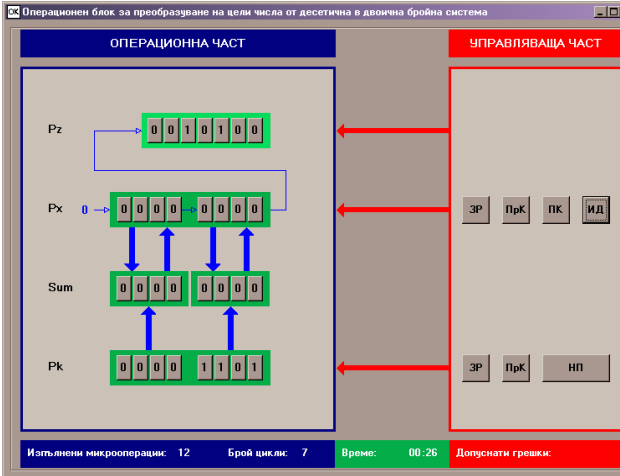 OK Операционен блок за преобразуване на цели числа от десетична в двоична бройна система
ОПЕРАЦИОННА ЧАСТ
УПРАВЛЯВАЩА ЧАСТ
Pz 0 0 1 0 1 0 0
Px 0 0 0 0 0 0 0 0 0 ЗР ПрК ПК ИД
Sum 0 0 0 0 0 0 0 0
Pk 0 0 0 0 1 1 0 1 ЗР ПрК НП
Изпълнени микрооперации: 12 Брой цикли: 7 Време: 00:26 Допуснати грешки: